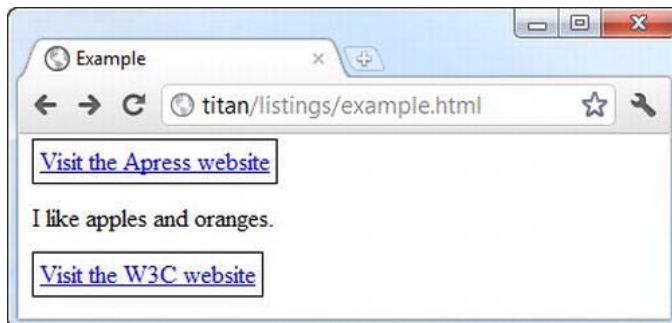 Example
titan/listings/example.html
Visit the Apress website
I like apples and oranges.
Visit the W3C website